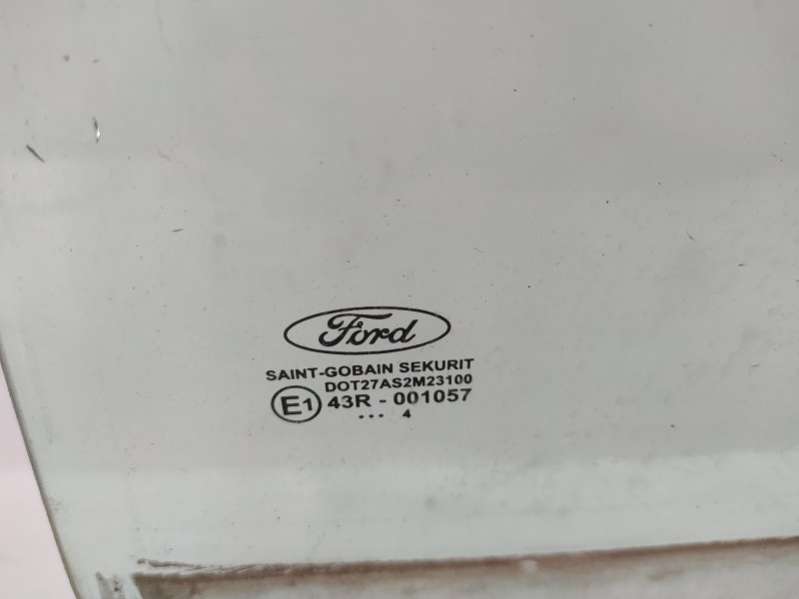 Ford
SAINT-GOBAIN SEKURIT
DOT27AS2M23100
E1 43R - 001057
... 4